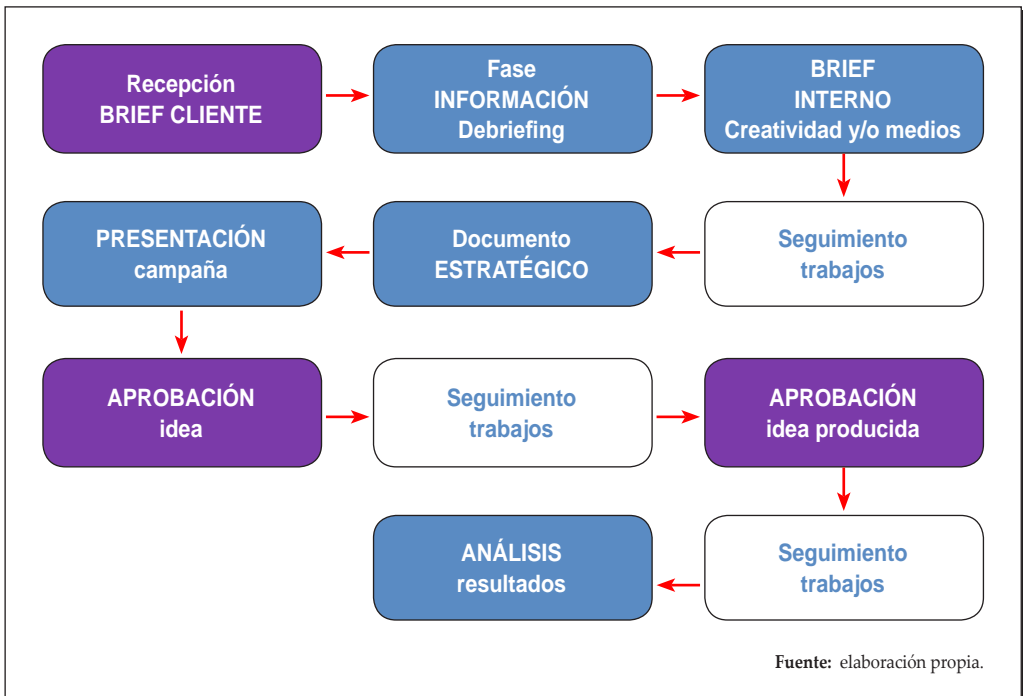 Recepción
BRIEF CLIENTE
Fase
INFORMACIÓN
Debriefing
BRIEF
INTERNO
Creatividad y/o medios
Seguimiento
trabajos
Documento
ESTRATÉGICO
PRESENTACIÓN
campaña
APROBACIÓN
idea
Seguimiento
trabajos
APROBACIÓN
idea producida
Seguimiento
trabajos
ANÁLISIS
resultados
Fuente: elaboración propia.